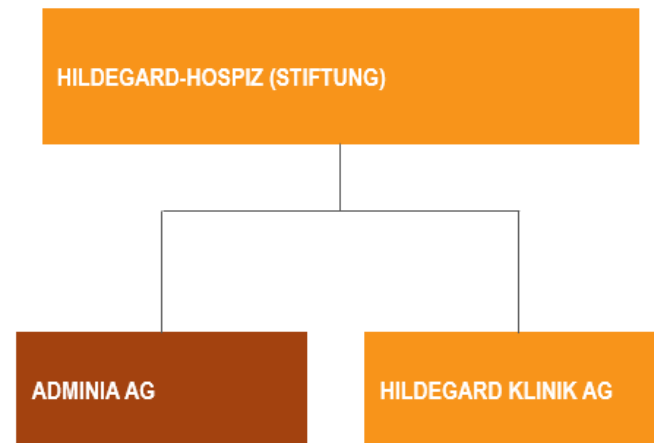 HILDEGARD-HOSPIZ (STIFTUNG)
ADMINIA AG
HILDEGARD KLINIK AG